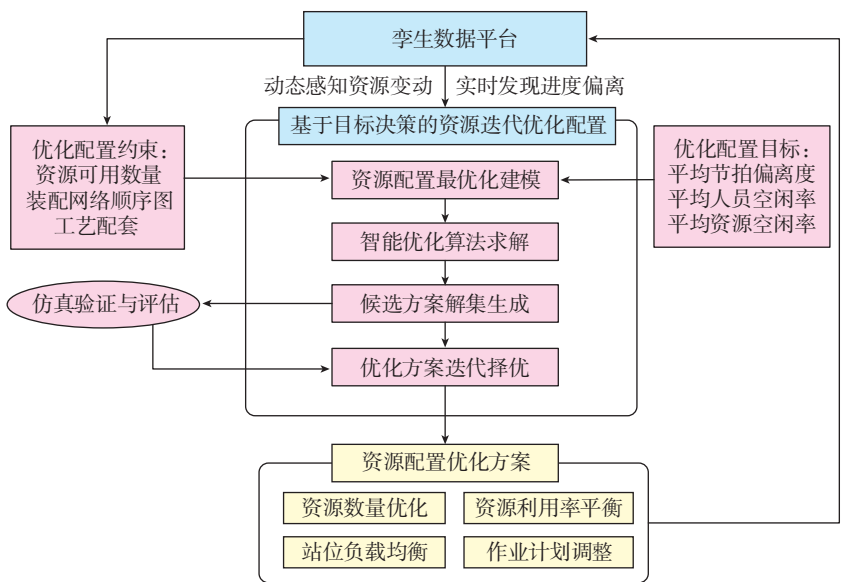 孪生数据平台
动态感知资源变动
实时发现进度偏离
基于目标决策的资源迭代优化配置
优化配置约束：
资源可用数量
装配网络顺序图
工艺配套
优化配置目标：
平均节拍偏离度
平均人员空闲率
平均资源空闲率
资源配置最优化建模
智能优化算法求解
仿真验证与评估
候选方案解集生成
优化方案迭代择优
资源配置优化方案
资源数量优化
资源利用率平衡
站位负载均衡
作业计划调整